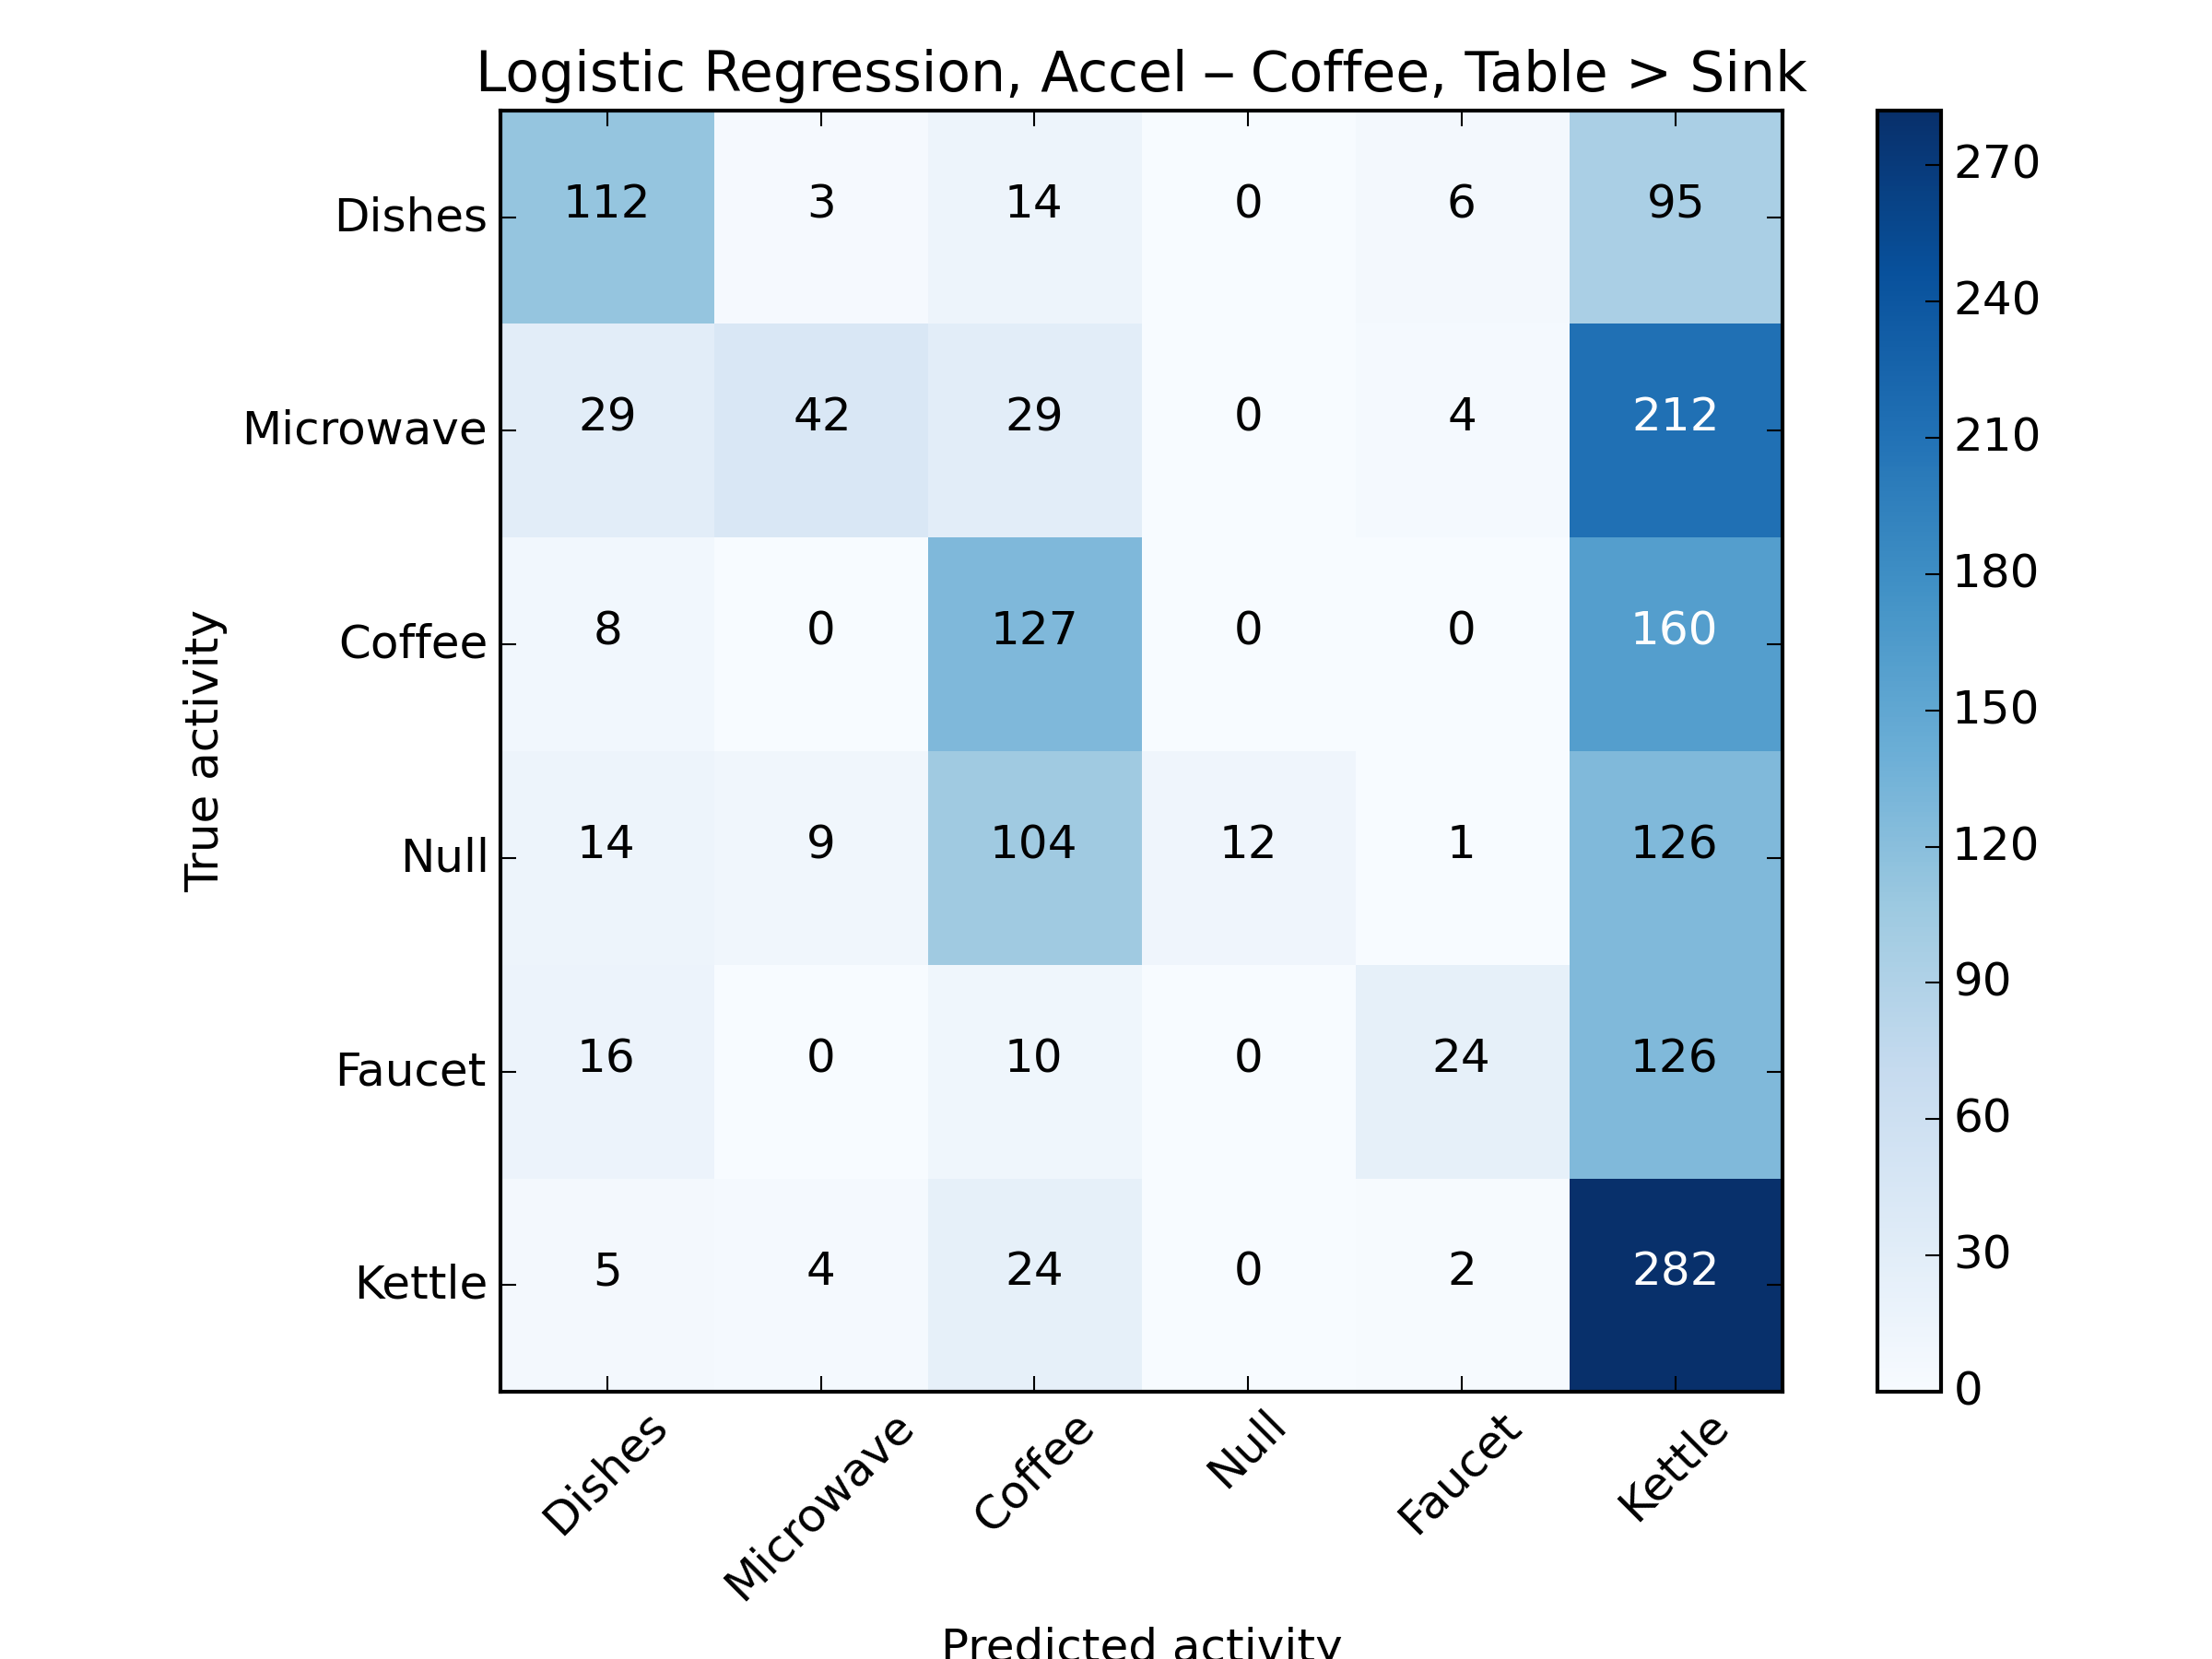 Logistic Regression, Accel – Coffee, Table > Sink
Dishes 112 3 14 0 6 95
Microwave 29 42 29 0 4 212
Coffee 8 0 127 0 0 160
Null 14 9 104 12 1 126
Faucet 16 0 10 0 24 126
Kettle 5 4 24 0 2 282
True activity
Dishes Microwave Coffee Null Faucet Kettle
Predicted activity
270
240
210
180
150
120
90
60
30
0